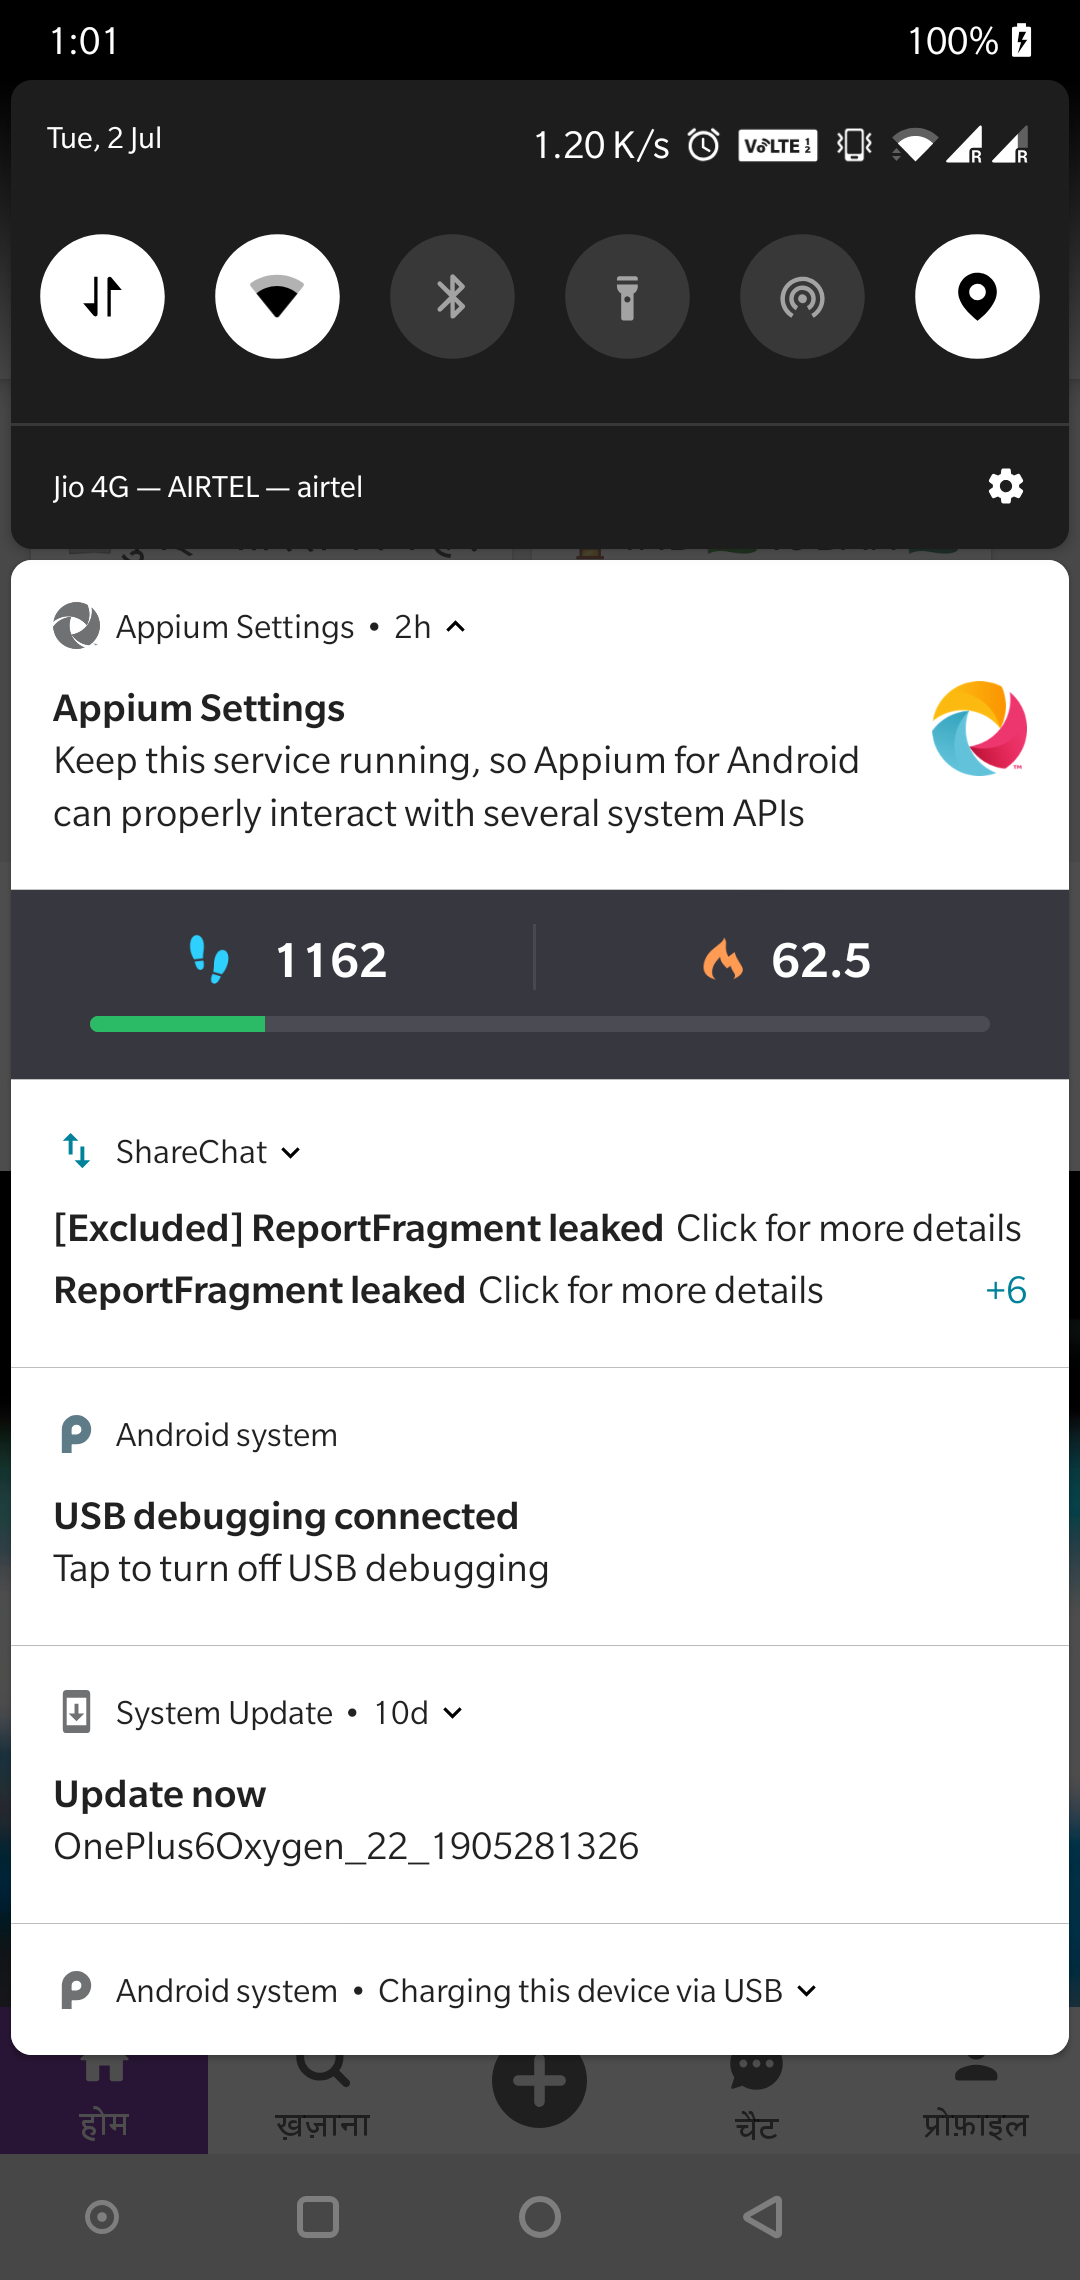 1:01 100%
Tue, 2 Jul 1.20 K/s VoLTE 1 2 R R
Jio 4G — AIRTEL — airtel
Appium Settings • 2h
Appium Settings
Keep this service running, so Appium for Android
can properly interact with several system APIs
1162 62.5
ShareChat
[Excluded] ReportFragment leaked Click for more details
ReportFragment leaked Click for more details +6
Android system
USB debugging connected
Tap to turn off USB debugging
System Update • 10d
Update now
OnePlus6Oxygen_22_1905281326
Android system • Charging this device via USB
होम ख़ज़ाना चैट प्रोफ़ाइल